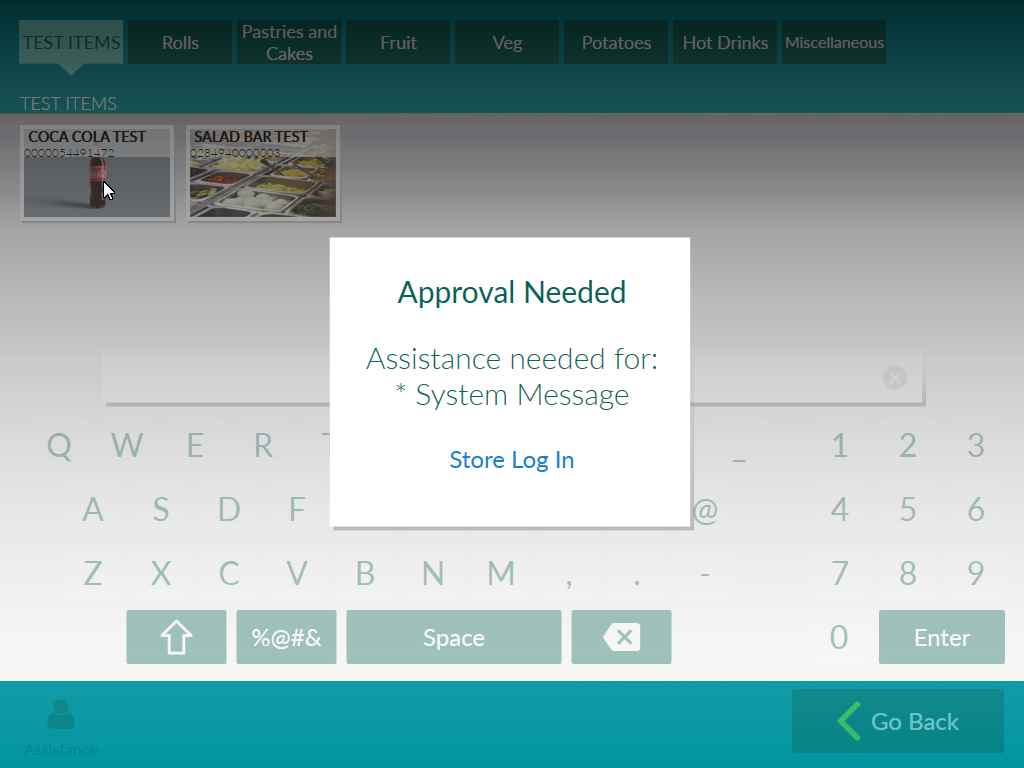 TEST ITEMS
Rolls
Pastries and
Cakes
Fruit
Veg
Potatoes
Hot Drinks
Miscellaneous
TEST ITEMS
COCA COLA TEST
0000054491472
SALAD BAR TEST
0284940000003
Approval Needed
Assistance needed for:
* System Message
Store Log In
Q W E R _ 1 2 3
A S D F @ 4 5 6
Z X C V B N M , . - 7 8 9
%@#& Space 0 Enter
Assistance
Go Back